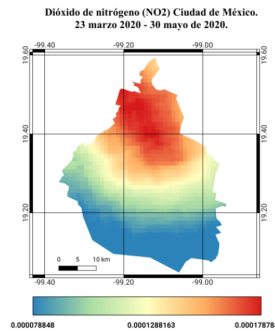 Dióxido de nitrógeno (NO2) Ciudad de México.
23 marzo 2020 - 30 mayo de 2020.
-99.40 -99.20 -99.00
19.60 19.60
19.40 19.40
19.20 19.20
0 5 10 km
-99.40 -99.20 -99.00
0.000078848 0.0001288163 0.00017878